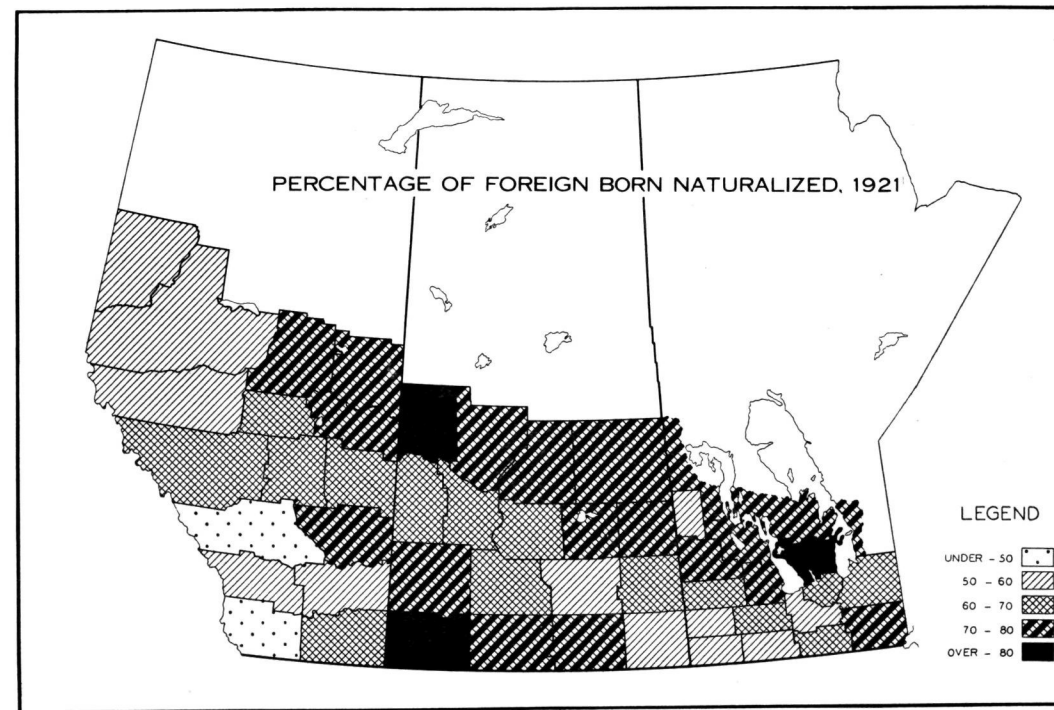 PERCENTAGE OF FOREIGN BORN NATURALIZED, 1921
LEGEND
UNDER - 50
50 - 60
60 - 70
70 - 80
OVER - 80